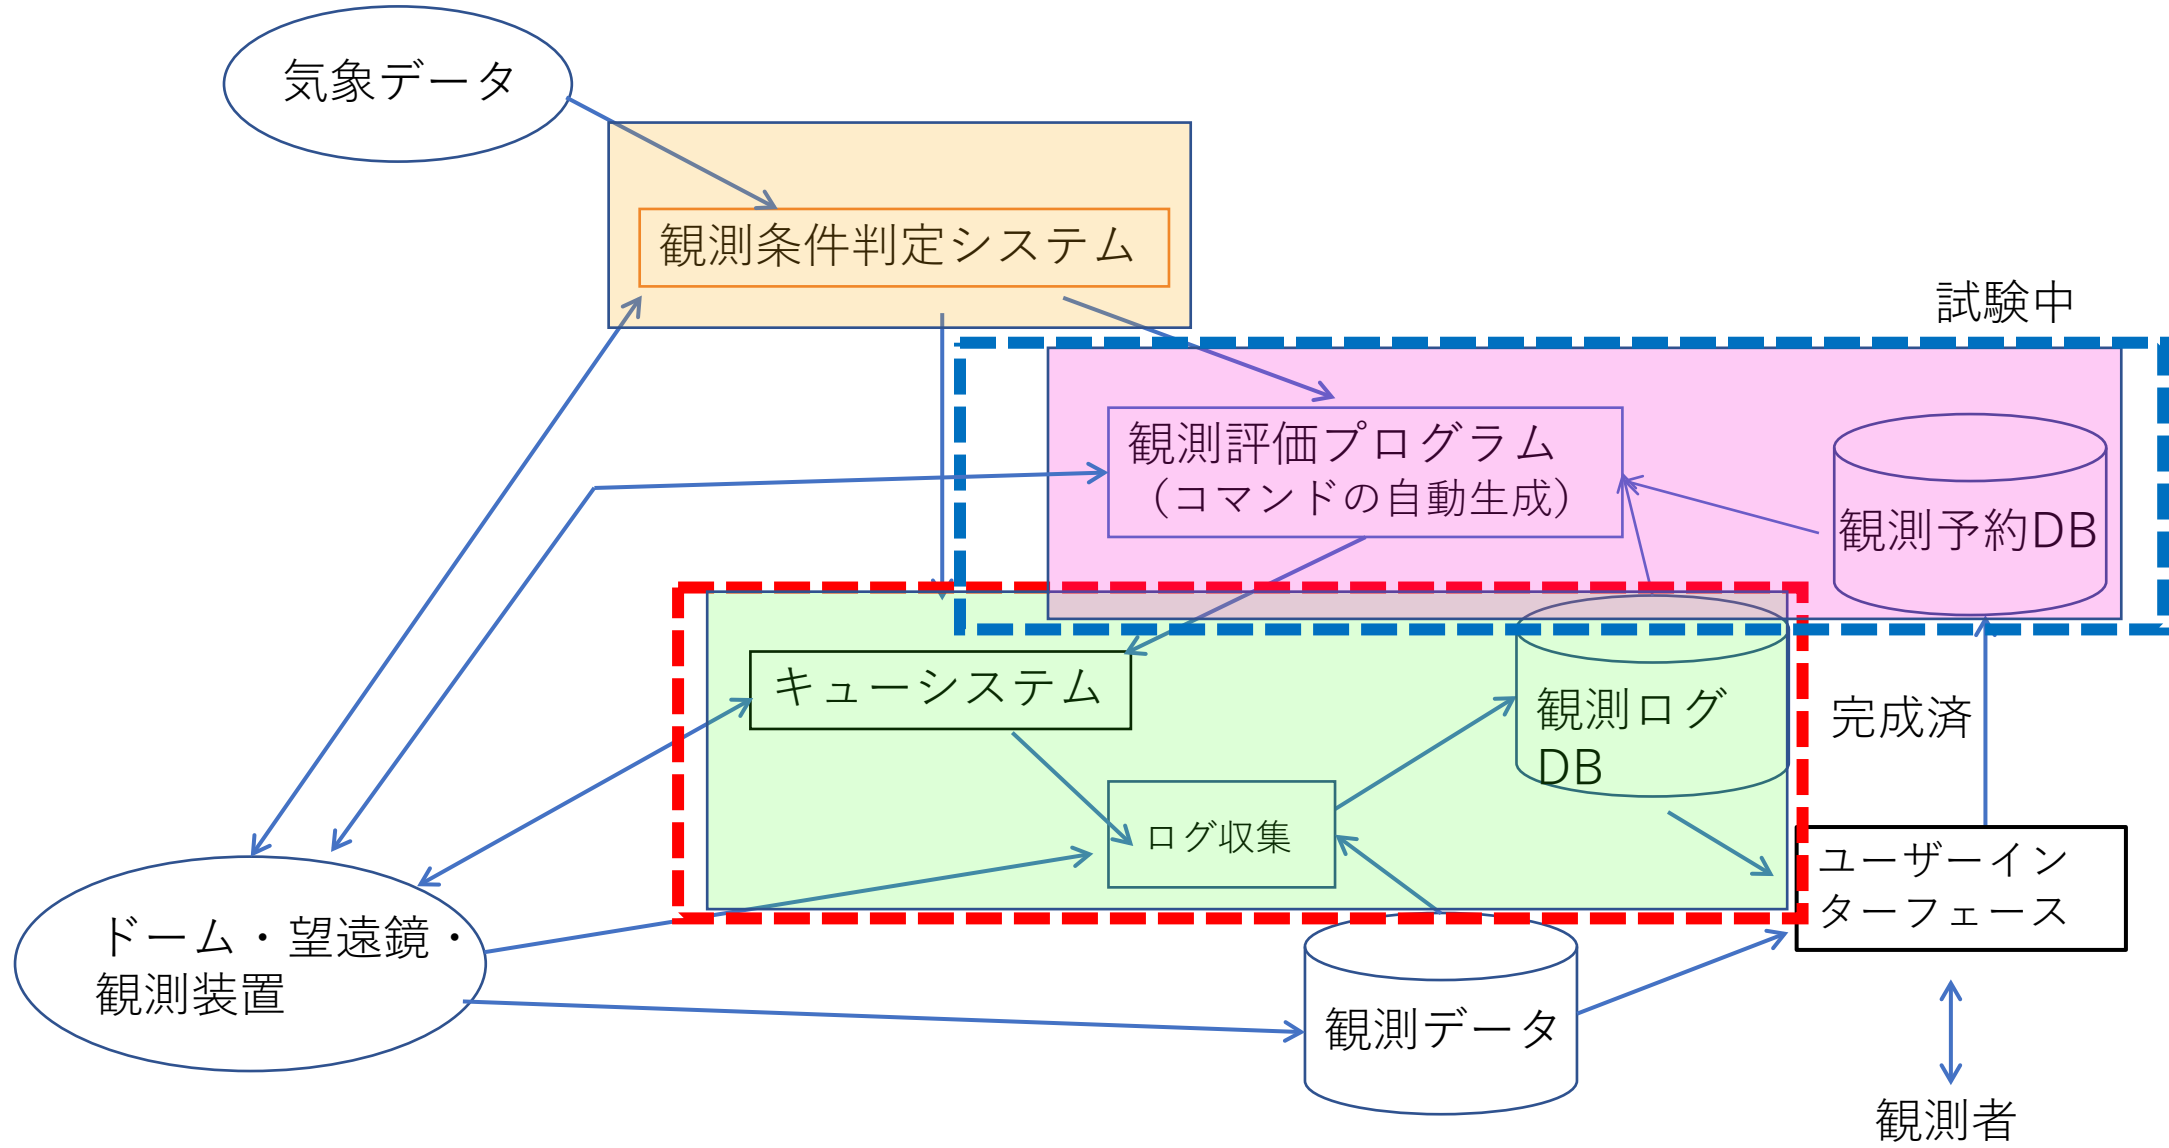 気象データ
観測条件判定システム
試験中
観測評価プログラム
（コマンドの自動生成）
観測予約DB
キューシステム
観測ログ
DB
完成済
ログ収集
ユーザーイン
ターフェース
ドーム・望遠鏡・
観測装置
観測データ
観測者